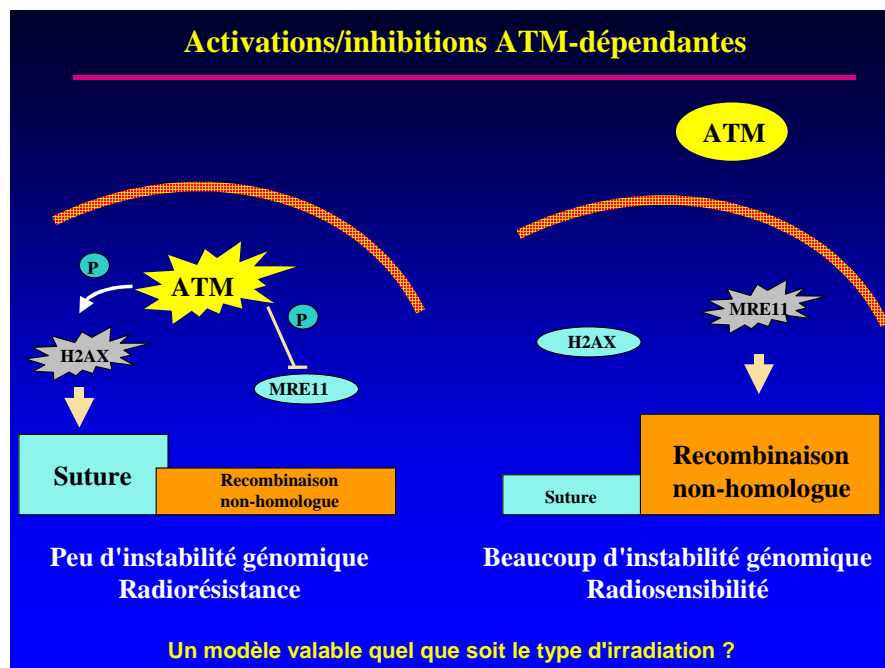 Activations/inhibitions ATM-dépendantes
ATM
P
ATM
P
H2AX
MRE11
MRE11
H2AX
Suture
Recombinaison
non-homologue
Suture
Recombinaison
non-homologue
Peu d'instabilité génomique
Radiorésistance
Beaucoup d'instabilité génomique
Radiosensibilité
Un modèle valable quel que soit le type d'irradiation ?